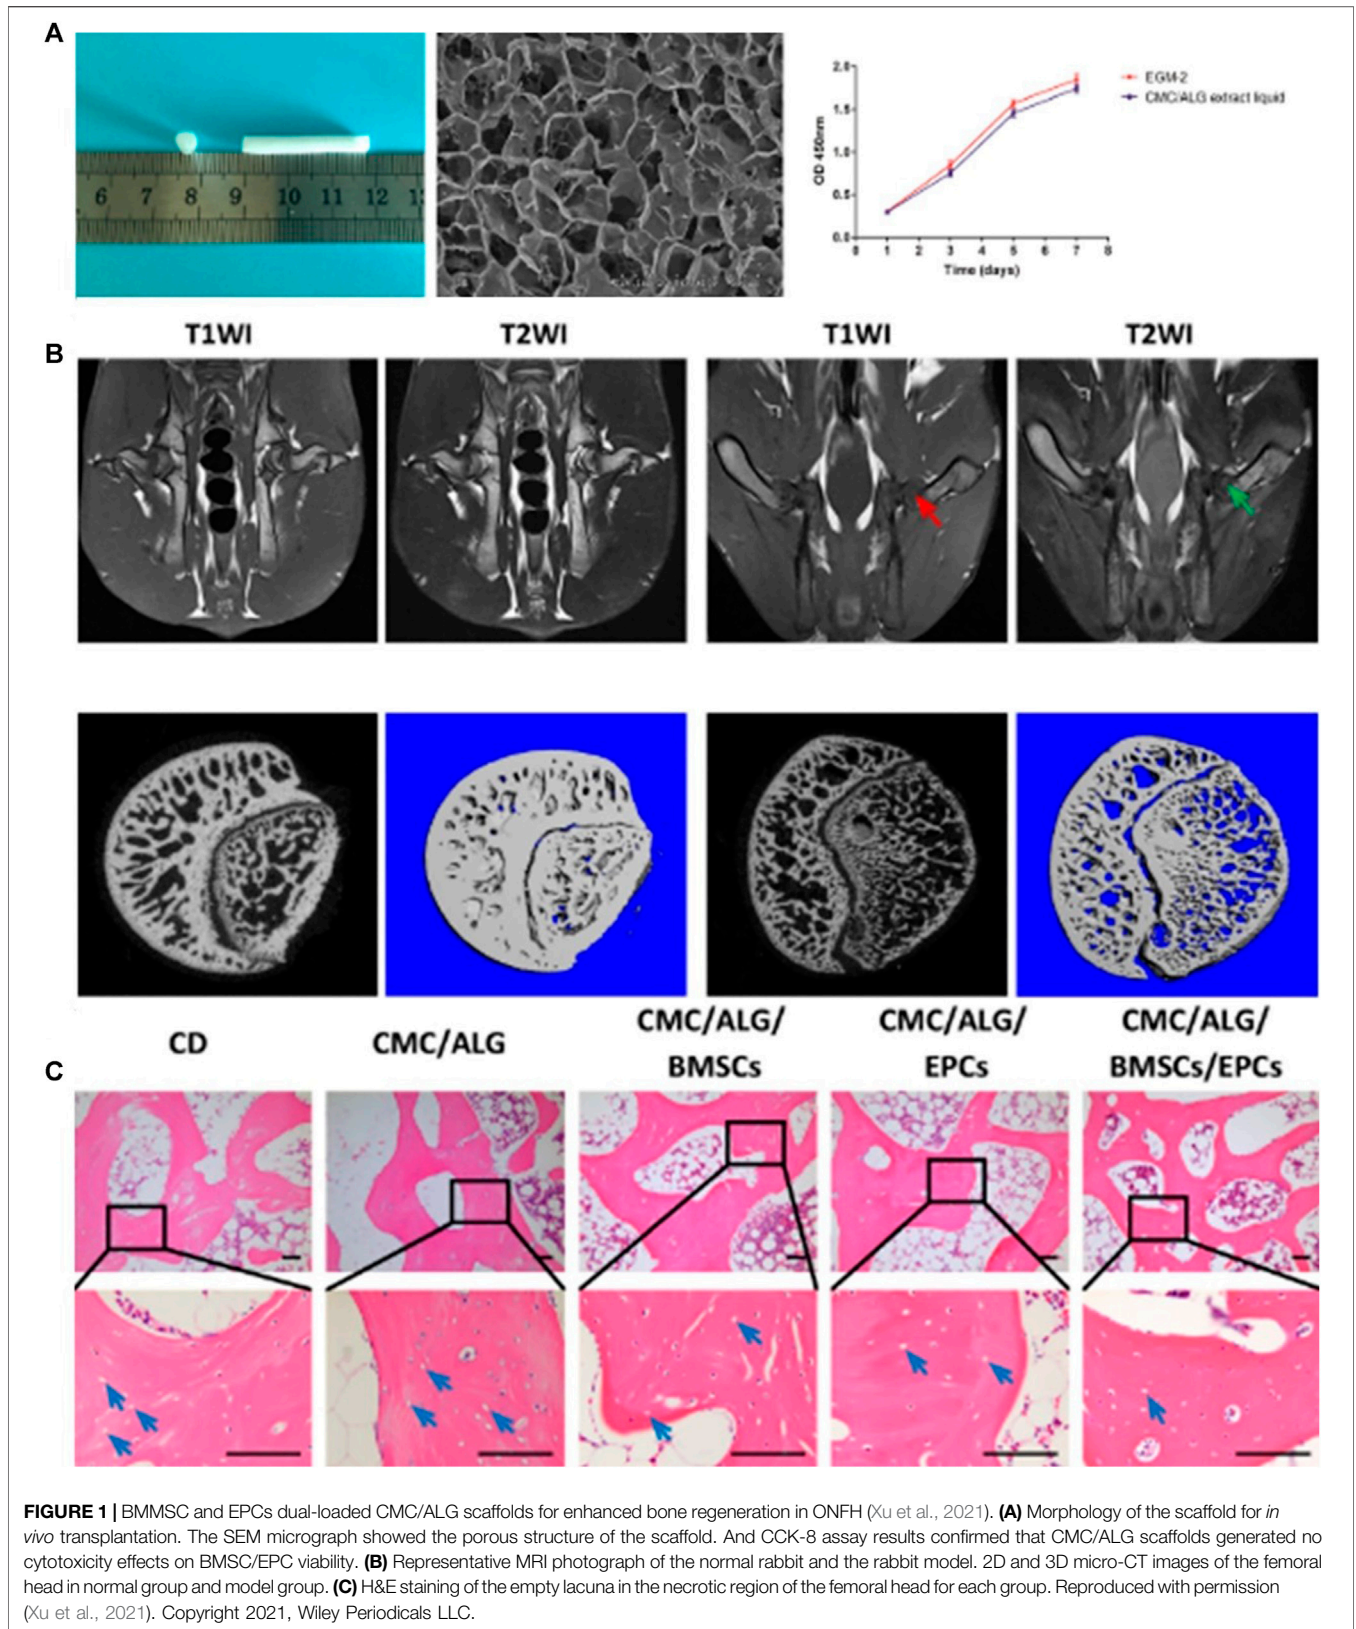 A
6 7 8 9 10 11 12
2.0
1.5
1.0
0.5
0.0
OD 450nm
0 1 2 3 4 5 6 7 8
Time (days)
EGM-2
CMC/ALG extract liquid
B
T1WI T2WI T1WI T2WI
CD CMC/ALG CMC/ALG/ CMC/ALG/ CMC/ALG/
BMSCs EPCs BMSCs/EPCs
C
FIGURE 1 | BMMSC and EPCs dual-loaded CMC/ALG scaffolds for enhanced bone regeneration in ONFH (Xu et al., 2021). (A) Morphology of the scaffold for in
vivo transplantation. The SEM micrograph showed the porous structure of the scaffold. And CCK-8 assay results confirmed that CMC/ALG scaffolds generated no
cytotoxicity effects on BMSC/EPC viability. (B) Representative MRI photograph of the normal rabbit and the rabbit model. 2D and 3D micro-CT images of the femoral
head in normal group and model group. (C) H&E staining of the empty lacuna in the necrotic region of the femoral head for each group. Reproduced with permission
(Xu et al., 2021). Copyright 2021, Wiley Periodicals LLC.